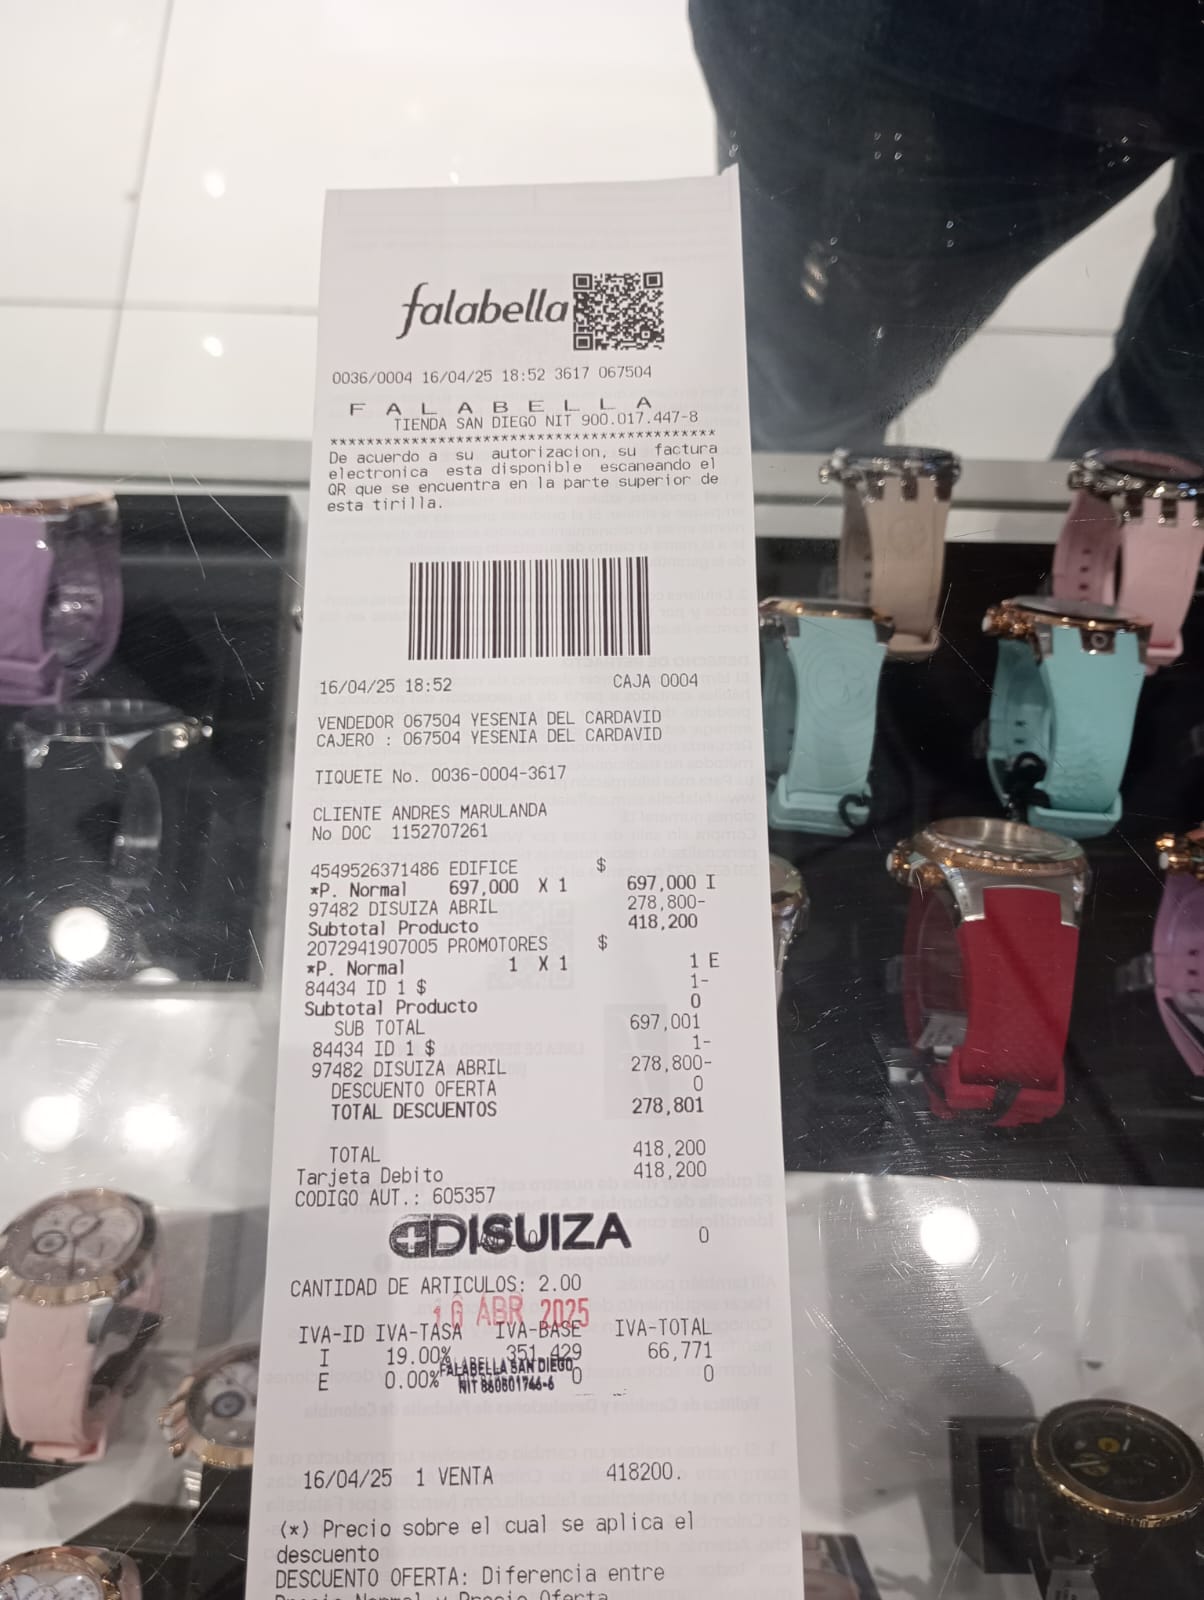 falabella
0036/0004 16/04/25 18:52 3617 067504
F A L A B E L L A
TIENDA SAN DIEGO NIT 900.017.447-8
****************************************
De acuerdo a su autorizacion, su factura
electronica esta disponible escaneando el
QR que se encuentra en la parte superior de
esta tirilla.
16/04/25 18:52 CAJA 0004
VENDEDOR 067504 YESENIA DEL CARDAVID
CAJERO : 067504 YESENIA DEL CARDAVID
TIQUETE No. 0036-0004-3617
CLIENTE ANDRES MARULANDA
No DOC 1152707261
4549526371486 EDIFICE $
*P. Normal 697,000 X 1 697,000 I
97482 DISUIZA ABRIL 278,800-
Subtotal Producto 418,200
2072941907005 PROMOTORES $
*P. Normal 1 X 1 1 E
84434 ID 1 $ 1-
Subtotal Producto 0
SUB TOTAL 697,001
84434 ID 1 $ 1-
97482 DISUIZA ABRIL 278,800-
DESCUENTO OFERTA 0
TOTAL DESCUENTOS 278,801
TOTAL 418,200
Tarjeta Debito 418,200
CODIGO AUT.: 605357
DISUIZA 0
CANTIDAD DE ARTICULOS: 2.00
16 ABR 2025
IVA-ID IVA-TASA IVA-BASE IVA-TOTAL
I 19.00% 351,429 66,771
FALABELLA SAN DIEGO
E 0.00% 0 0
NIT 860501746-6
16/04/25 1 VENTA 418200.
(*) Precio sobre el cual se aplica el
descuento
DESCUENTO OFERTA: Diferencia entre
Precio Normal y Precio Oferta